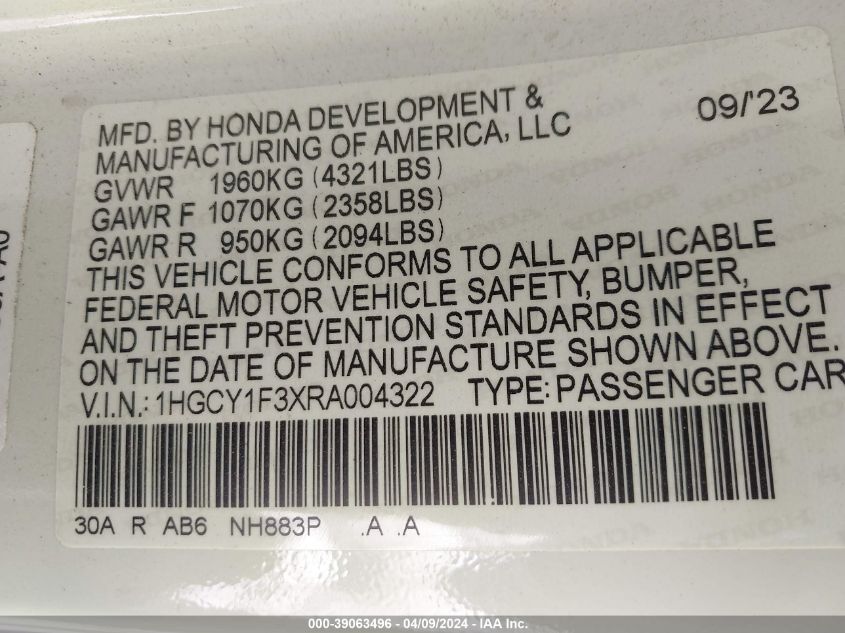 MFD. BY HONDA DEVELOPMENT & 09/'23
MANUFACTURING OF AMERICA, LLC
GVWR 1960KG (4321LBS)
GAWR F 1070KG (2358LBS)
GAWR R 950KG (2094LBS)
THIS VEHICLE CONFORMS TO ALL APPLICABLE
FEDERAL MOTOR VEHICLE SAFETY, BUMPER,
AND THEFT PREVENTION STANDARDS IN EFFECT
ON THE DATE OF MANUFACTURE SHOWN ABOVE.
V.I.N.: 1HGCY1F3XRA004322 TYPE: PASSENGER CAR
30A R AB6 NH883P .A .A
000-39063496 - 04/09/2024 - IAA Inc.